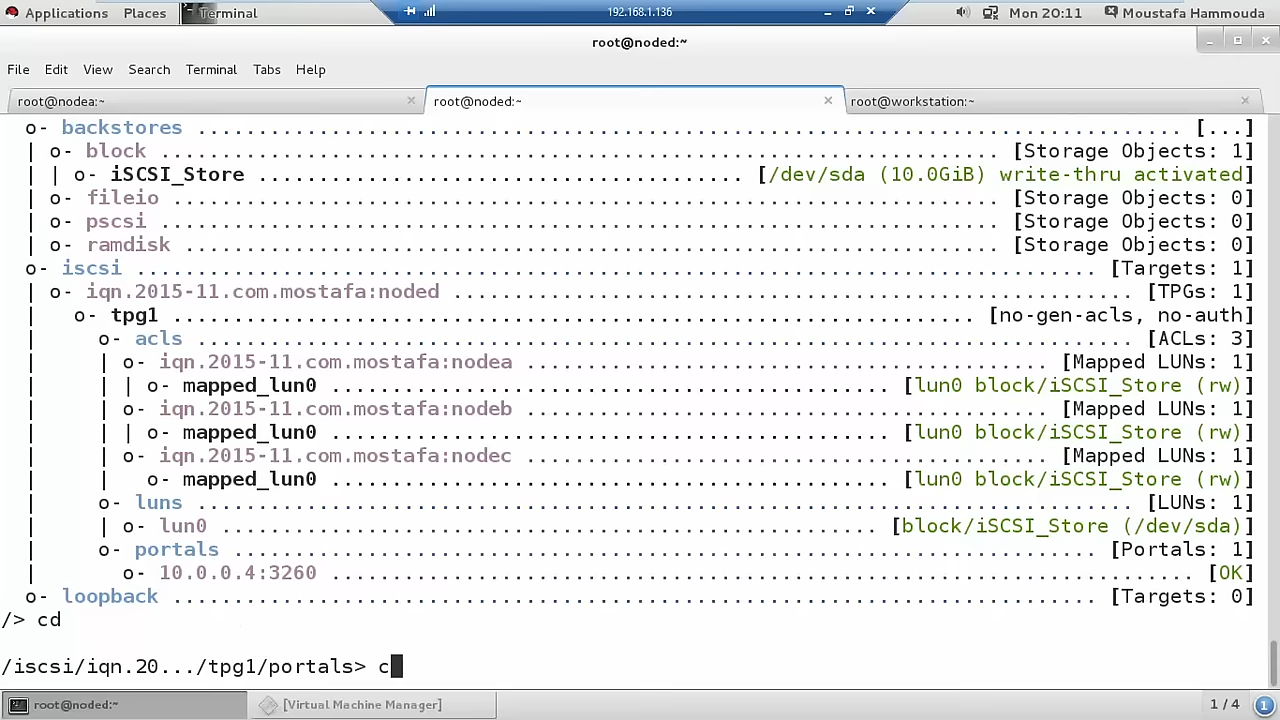 Applications Places Terminal 192.168.1.136 Mon 20:11 Moustafa Hammouda
root@noded:~
File Edit View Search Terminal Tabs Help
root@nodea:~ root@noded:~ root@workstation:~
o- backstores .................................................................................. [...]
| o- block ...................................................................... [Storage Objects: 1]
| | o- iSCSI_Store ........................................ [/dev/sda (10.0GiB) write-thru activated]
| o- fileio ..................................................................... [Storage Objects: 0]
| o- pscsi ...................................................................... [Storage Objects: 0]
| o- ramdisk .................................................................... [Storage Objects: 0]
o- iscsi ............................................................................... [Targets: 1]
| o- iqn.2015-11.com.mostafa:noded ........................................................ [TPGs: 1]
| o- tpg1 .................................................................. [no-gen-acls, no-auth]
| o- acls ............................................................................. [ACLs: 3]
| | o- iqn.2015-11.com.mostafa:nodea ............................................ [Mapped LUNs: 1]
| | | o- mapped_lun0 .............................................. [lun0 block/iSCSI_Store (rw)]
| | o- iqn.2015-11.com.mostafa:nodeb ............................................ [Mapped LUNs: 1]
| | | o- mapped_lun0 .............................................. [lun0 block/iSCSI_Store (rw)]
| | o- iqn.2015-11.com.mostafa:nodec ............................................ [Mapped LUNs: 1]
| | o- mapped_lun0 .............................................. [lun0 block/iSCSI_Store (rw)]
| o- luns ............................................................................. [LUNs: 1]
| | o- lun0 ...................................................... [block/iSCSI_Store (/dev/sda)]
| o- portals ....................................................................... [Portals: 1]
| o- 10.0.0.4:3260 ....................................................................... [OK]
o- loopback ............................................................................ [Targets: 0]
/> cd
/iscsi/iqn.20.../tpg1/portals> c
root@noded:~ [Virtual Machine Manager] 1 / 4 1